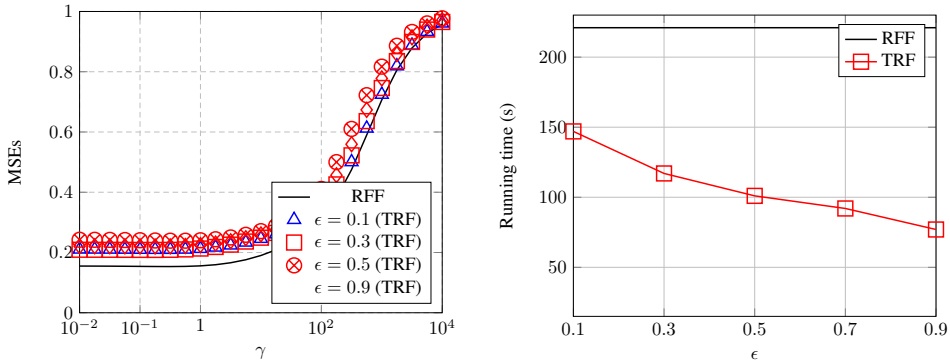 1
0.8
0.6
0.4
0.2
0
MSEs
10^−2
10^−1
1
10^2
10^4
γ
RFF
ϵ = 0.1 (TRF)
ϵ = 0.3 (TRF)
ϵ = 0.5 (TRF)
ϵ = 0.9 (TRF)
200
150
100
50
Running time (s)
0.1
0.3
0.5
0.7
0.9
ϵ
RFF
TRF